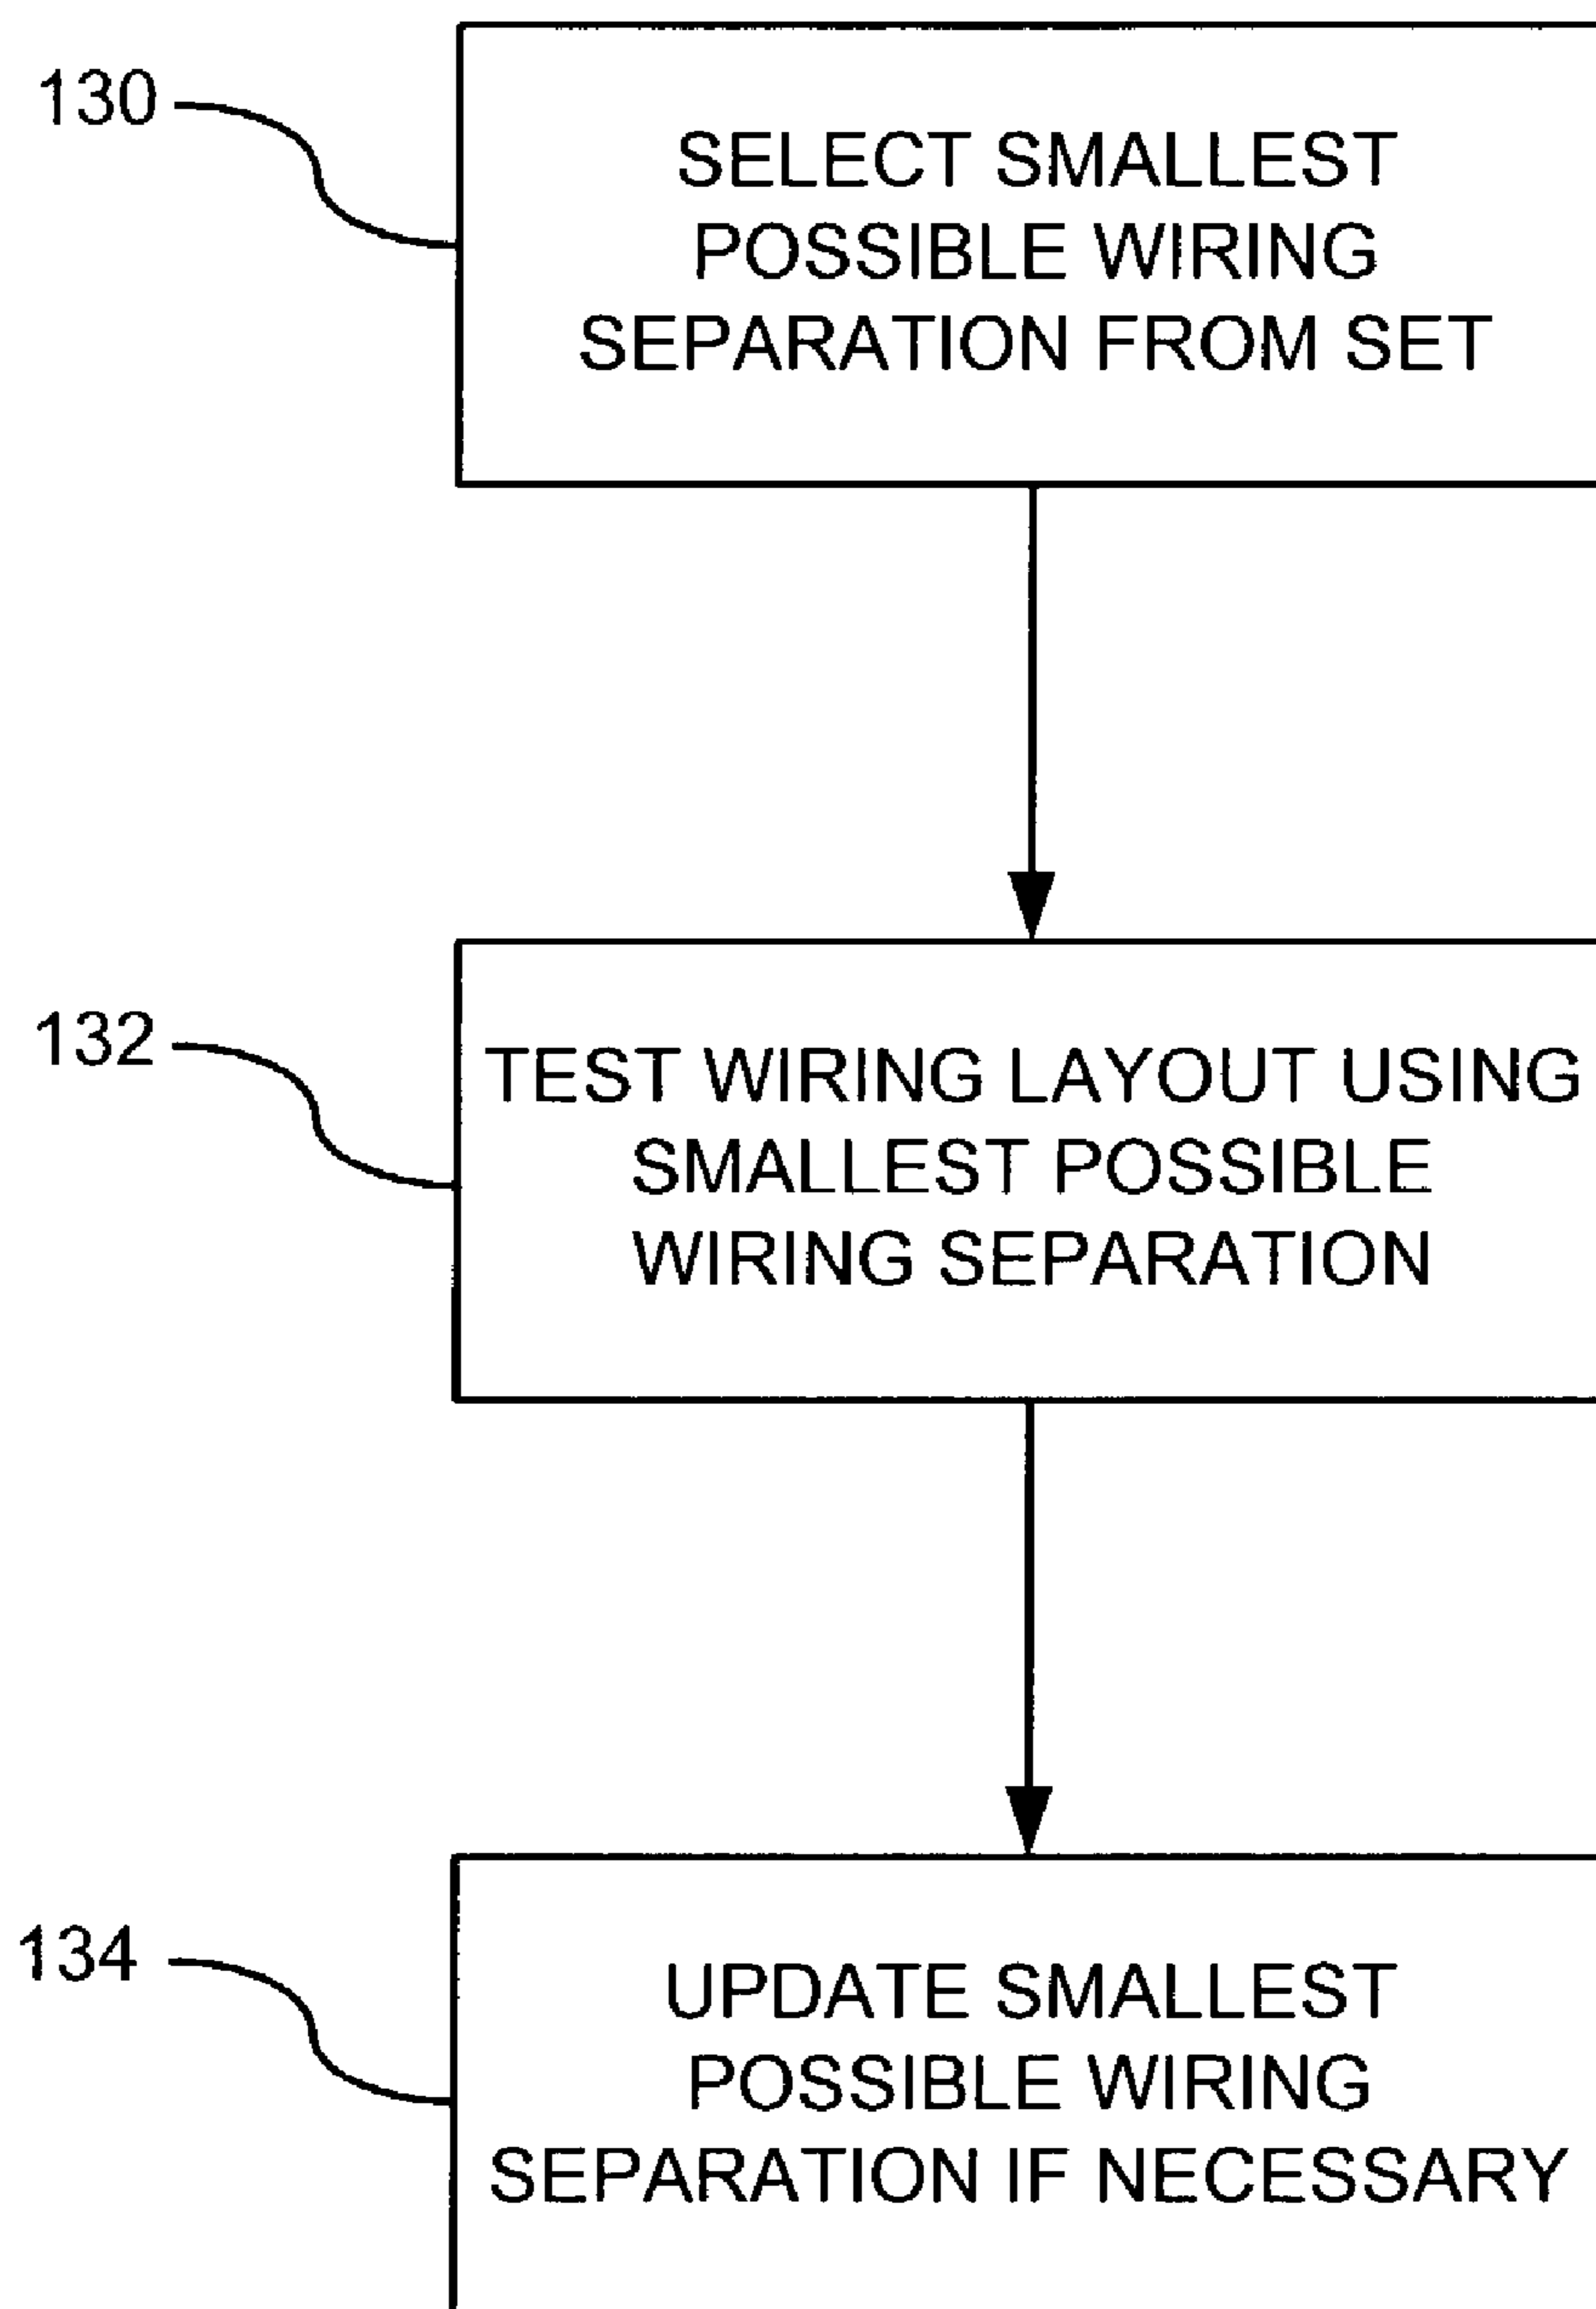 130
SELECT SMALLEST
POSSIBLE WIRING
SEPARATION FROM SET
132
TEST WIRING LAYOUT USING
SMALLEST POSSIBLE
WIRING SEPARATION
134
UPDATE SMALLEST
POSSIBLE WIRING
SEPARATION IF NECESSARY